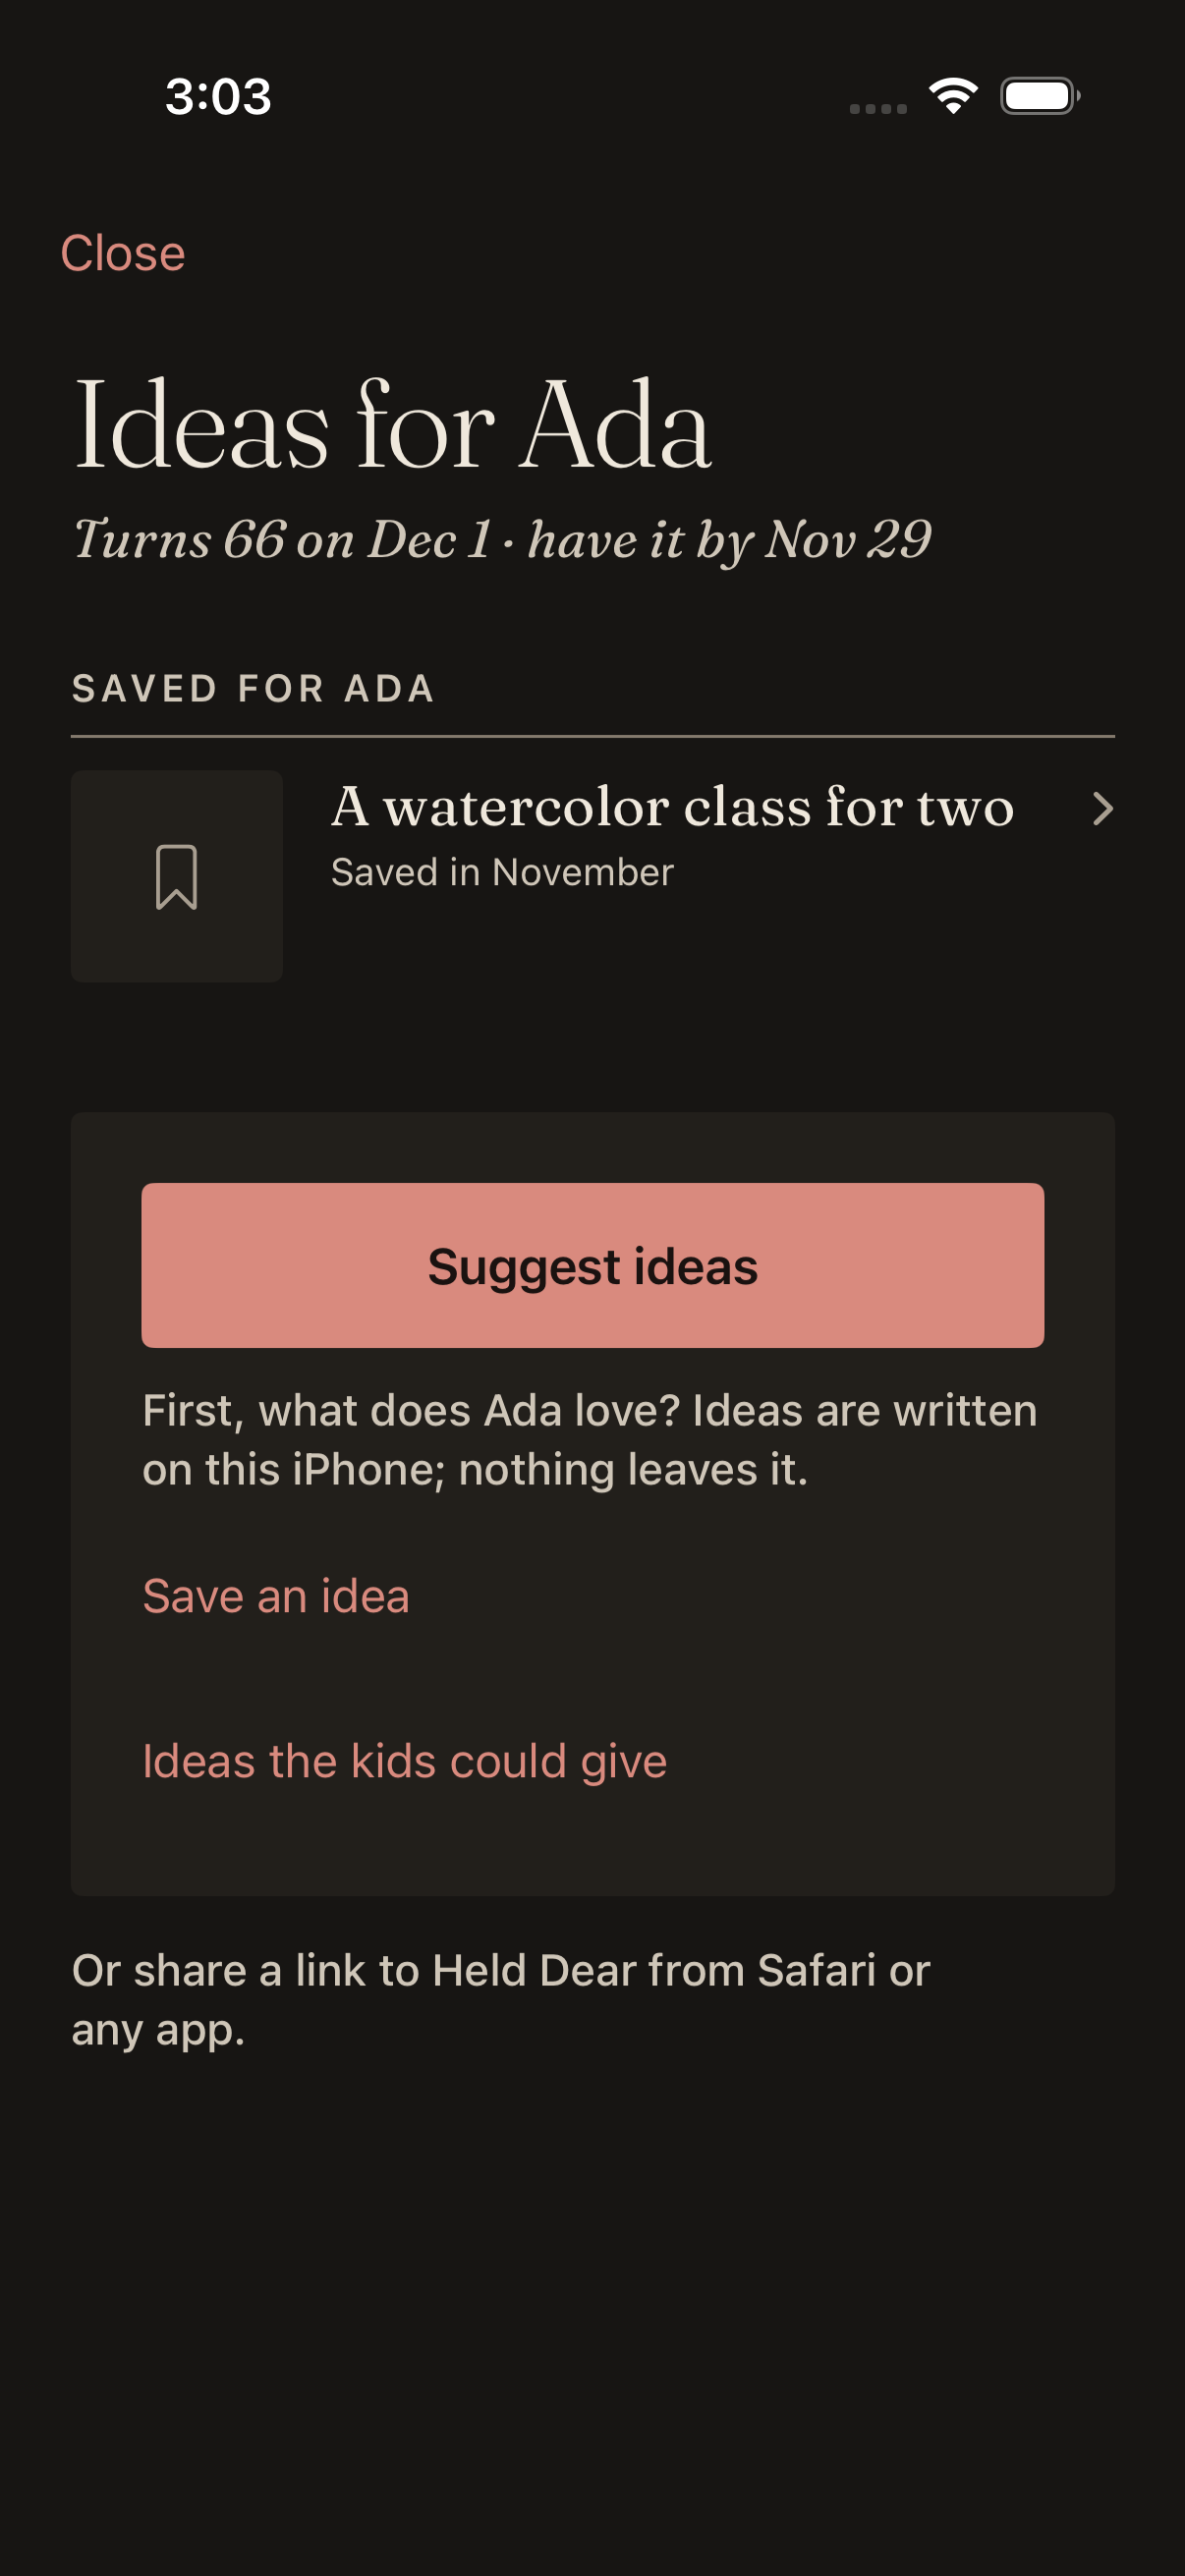 3:03
Close
Ideas for Ada
Turns 66 on Dec 1 · have it by Nov 29
SAVED FOR ADA
A watercolor class for two
Saved in November
Suggest ideas
First, what does Ada love? Ideas are written
on this iPhone; nothing leaves it.
Save an idea
Ideas the kids could give
Or share a link to Held Dear from Safari or
any app.